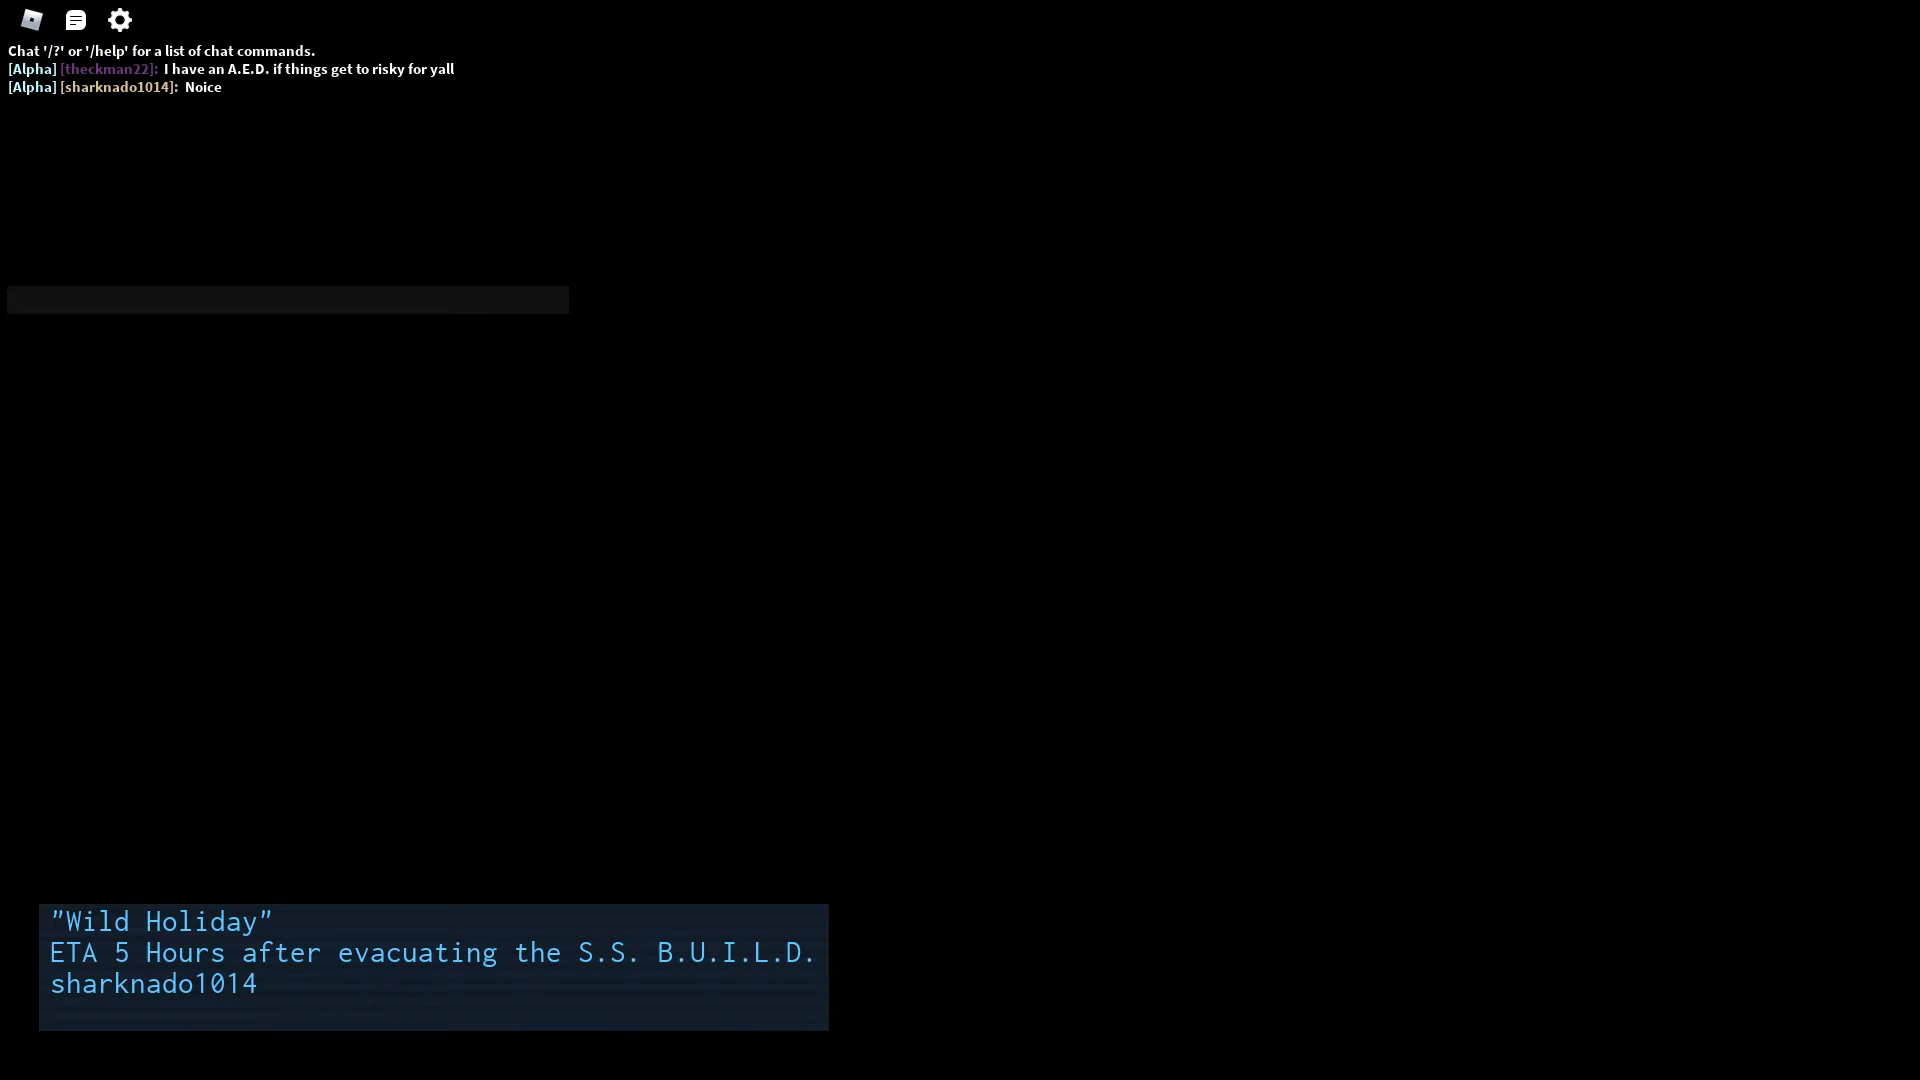 Chat '/?' or '/help' for a list of chat commands.
[Alpha] [theckman22]: I have an A.E.D. if things get to risky for yall
[Alpha] [sharknado1014]: Noice
"Wild Holiday"
ETA 5 Hours after evacuating the S.S. B.U.I.L.D.
sharknado1014